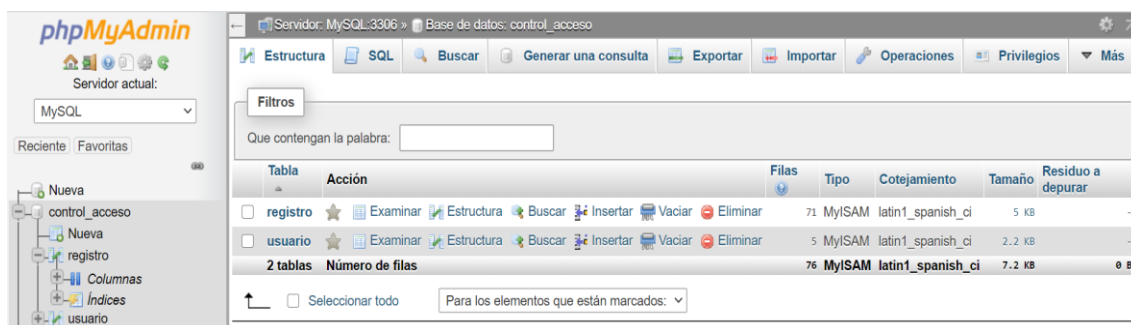 phpMyAdmin
Servidor actual:
MySQL
Reciente Favoritas
Nueva
control_acceso
Nueva
registro
Columnas
Índices
usuario
Servidor: MySQL:3306 » Base de datos: control_acceso
Estructura SQL Buscar Generar una consulta Exportar Importar Operaciones Privilegios Más
Filtros
Que contengan la palabra:
Tabla Acción Filas Tipo Cotejamiento Tamaño Residuo a depurar
registro Examinar Estructura Buscar Insertar Vaciar Eliminar 71 MyISAM latin1_spanish_ci 5 KB -
usuario Examinar Estructura Buscar Insertar Vaciar Eliminar 5 MyISAM latin1_spanish_ci 2.2 KB -
2 tablas Número de filas 76 MyISAM latin1_spanish_ci 7.2 KB 0 B
Seleccionar todo Para los elementos que están marcados: